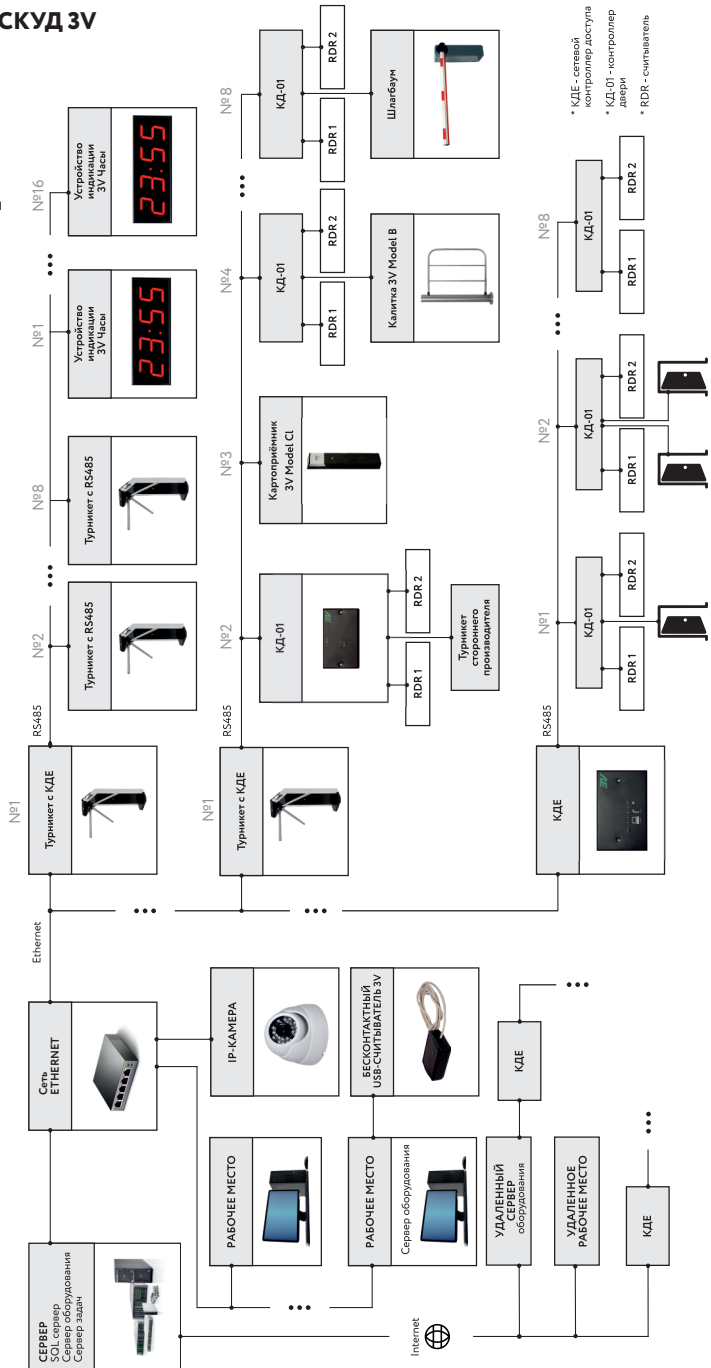 СКУД 3V
СЕРВЕР
SQL сервер
Сервер оборудования
Сервер задач
Сеть
ETHERNET
Ethernet
РАБОЧЕЕ МЕСТО
IP-КАМЕРА
РАБОЧЕЕ МЕСТО
Сервер оборудования
БЕСКОНТАКТНЫЙ
USB-СЧИТЫВАТЕЛЬ 3V
Internet
УДАЛЕННЫЙ
СЕРВЕР
оборудования
КДЕ
УДАЛЕННОЕ
РАБОЧЕЕ МЕСТО
КДЕ
№1
Турникет с КДЕ
RS485
№2
Турникет с RS485
№8
Турникет с RS485
№1
Устройство
индикации
3V Часы
23:55
№16
Устройство
индикации
3V Часы
23:55
№1
Турникет с КДЕ
RS485
№2
КД-01
RDR 1
RDR 2
Турникет
стороннего
производителя
№3
Картоприёмник
3V Model Cl
№4
КД-01
RDR 1
RDR 2
Калитка 3V Model B
№8
КД-01
RDR 1
RDR 2
Шлагбаум
КДЕ
RS485
№1
КД-01
RDR 1
RDR 2
№2
КД-01
RDR 1
RDR 2
№8
КД-01
RDR 1
RDR 2
* КДЕ - сетевой
контроллер доступа
* КД-01 - контроллер
двери
* RDR - считыватель